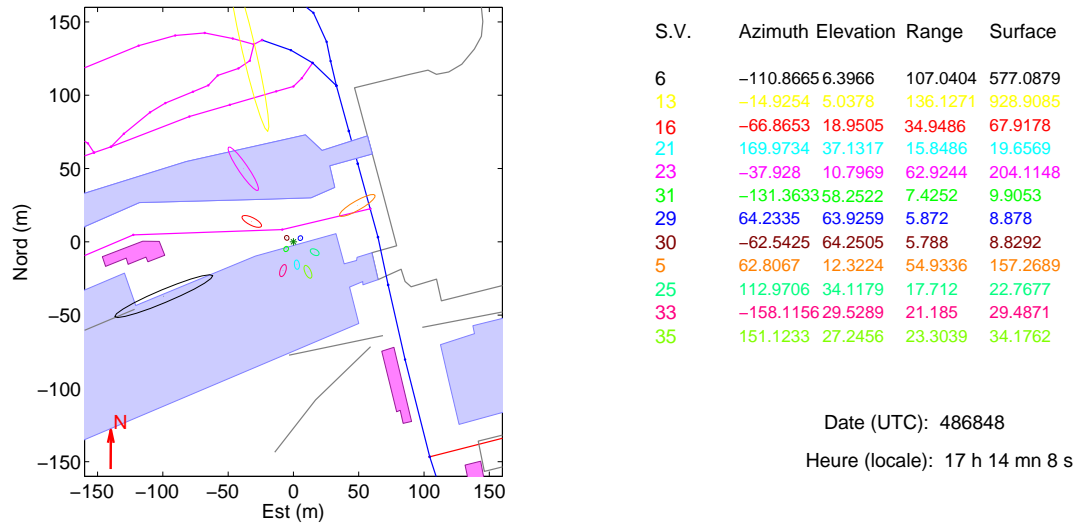 S.V. Azimuth Elevation Range Surface
6 −110.8665 6.3966 107.0404 577.0879
13 −14.9254 5.0378 136.1271 928.9085
16 −66.8653 18.9505 34.9486 67.9178
21 169.9734 37.1317 15.8486 19.6569
23 −37.928 10.7969 62.9244 204.1148
31 −131.3633 58.2522 7.4252 9.9053
29 64.2335 63.9259 5.872 8.878
30 −62.5425 64.2505 5.788 8.8292
5 62.8067 12.3224 54.9336 157.2689
25 112.9706 34.1179 17.712 22.7677
33 −158.1156 29.5289 21.185 29.4871
35 151.1233 27.2456 23.3039 34.1762
Date (UTC): 486848
Heure (locale): 17 h 14 mn 8 s
150
100
50
0
−50
−100
−150
Nord (m)
N
−150 −100 −50 0 50 100 150
Est (m)